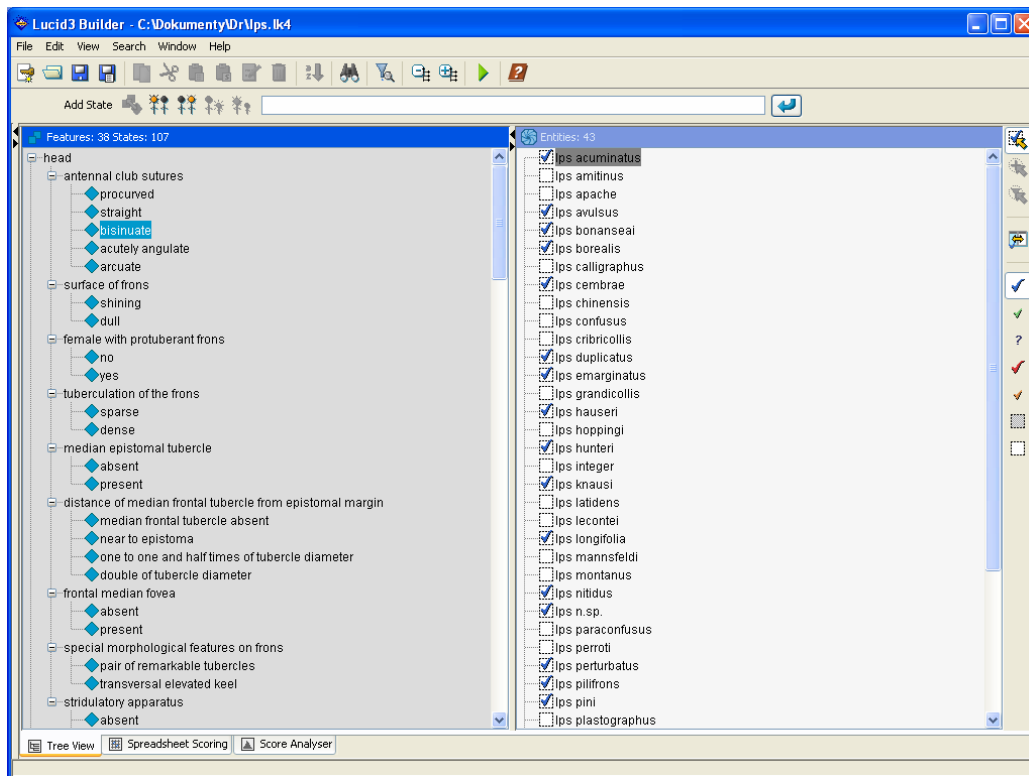 Lucid3 Builder - C:\Dokumenty\Dr\Ips.lk4
File Edit View Search Window Help
Add State
Features: 38 States: 107
head
antennal club sutures
procurved
straight
bisinuate
acutely angulate
arcuate
surface of frons
shining
dull
female with protuberant frons
no
yes
tuberculation of the frons
sparse
dense
median epistomal tubercle
absent
present
distance of median frontal tubercle from epistomal margin
median frontal tubercle absent
near to epistoma
one to one and half times of tubercle diameter
double of tubercle diameter
frontal median fovea
absent
present
special morphological features on frons
pair of remarkable tubercles
transversal elevated keel
stridulatory apparatus
absent
Entities: 43
Ips acuminatus
Ips amitinus
Ips apache
Ips avulsus
Ips bonanseai
Ips borealis
Ips calligraphus
Ips cembrae
Ips chinensis
Ips confusus
Ips cribricollis
Ips duplicatus
Ips emarginatus
Ips grandicollis
Ips hauseri
Ips hoppingi
Ips hunteri
Ips integer
Ips knausi
Ips latidens
Ips lecontei
Ips longifolia
Ips mannsfeldi
Ips montanus
Ips nitidus
Ips n.sp.
Ips paraconfusus
Ips perroti
Ips perturbatus
Ips pilifrons
Ips pini
Ips plastographus
Tree View Spreadsheet Scoring Score Analyser